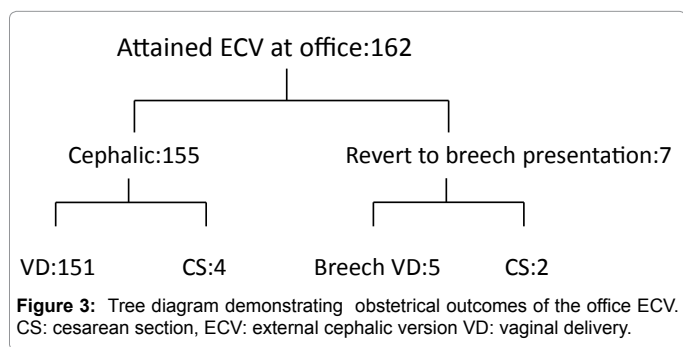 Attained ECV at office:162
Cephalic:155 Revert to breech presentation:7
VD:151 CS:4 Breech VD:5 CS:2
Figure 3: Tree diagram demonstrating obstetrical outcomes of the office ECV.
CS: cesarean section, ECV: external cephalic version VD: vaginal delivery.